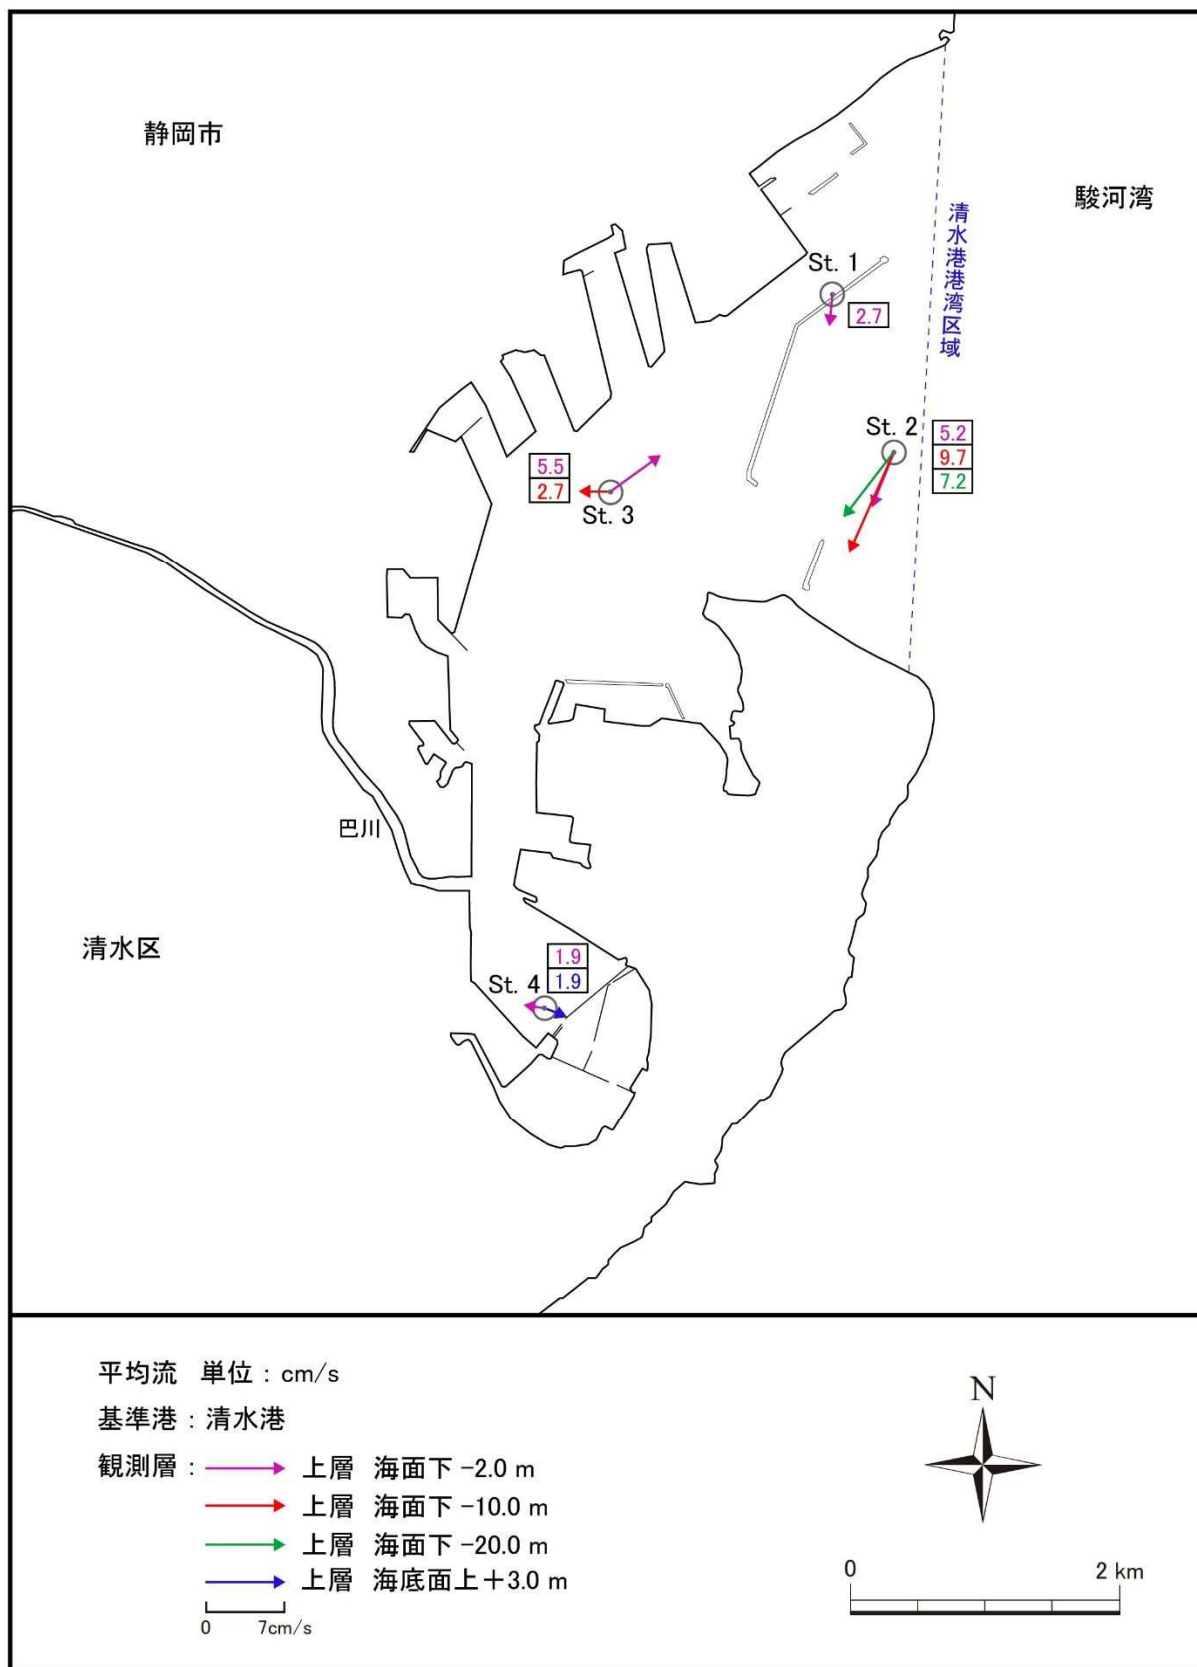 静岡市
駿河湾
清水港港湾区域
St. 1
2.7
St. 2
5.2
9.7
7.2
5.5
2.7
St. 3
巴川
清水区
1.9
1.9
St. 4
平均流 単位:cm/s
基準港:清水港
観測層:
上層 海面下 -2.0 m
上層 海面下 -10.0 m
上層 海面下 -20.0 m
上層 海底面上+3.0 m
0 7cm/s
N
0 2 km